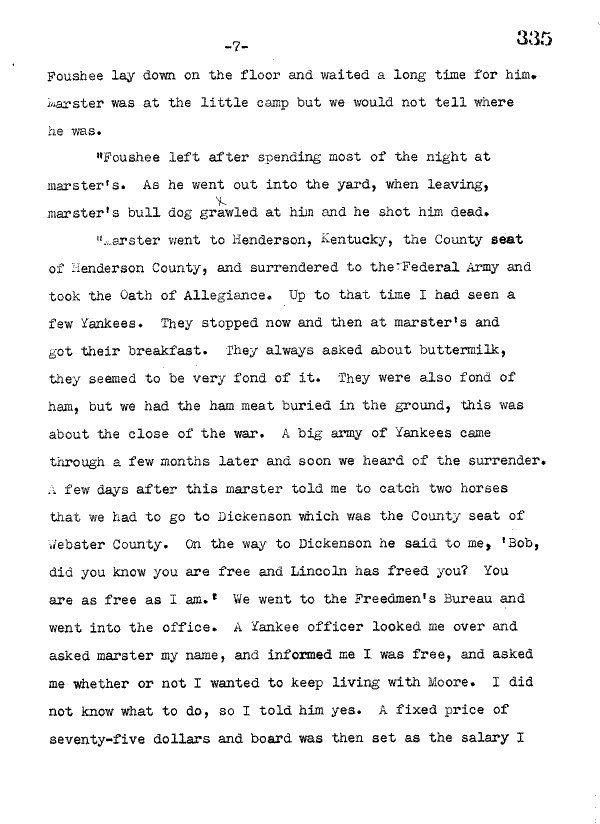 -7-
335
Foushee lay down on the floor and waited a long time for him.
Marster was at the little camp but we would not tell where
he was.
"Foushee left after spending most of the night at
marster's. As he went out into the yard, when leaving,
marster's bull dog grawled at him and he shot him dead.
"Marster went to Henderson, Kentucky, the County seat
of Henderson County, and surrendered to the Federal Army and
took the Oath of Allegiance. Up to that time I had seen a
few Yankees. They stopped now and then at marster's and
got their breakfast. They always asked about buttermilk,
they seemed to be very fond of it. They were also fond of
ham, but we had the ham meat buried in the ground, this was
about the close of the war. A big army of Yankees came
through a few months later and soon we heard of the surrender.
A few days after this marster told me to catch two horses
that we had to go to Dickenson which was the County seat of
Webster County. On the way to Dickenson he said to me, 'Bob,
did you know you are free and Lincoln has freed you? You
are as free as I am.' We went to the Freedmen's Bureau and
went into the office. A Yankee officer looked me over and
asked marster my name, and informed me I was free, and asked
me whether or not I wanted to keep living with Moore. I did
not know what to do, so I told him yes. A fixed price of
seventy-five dollars and board was then set as the salary I